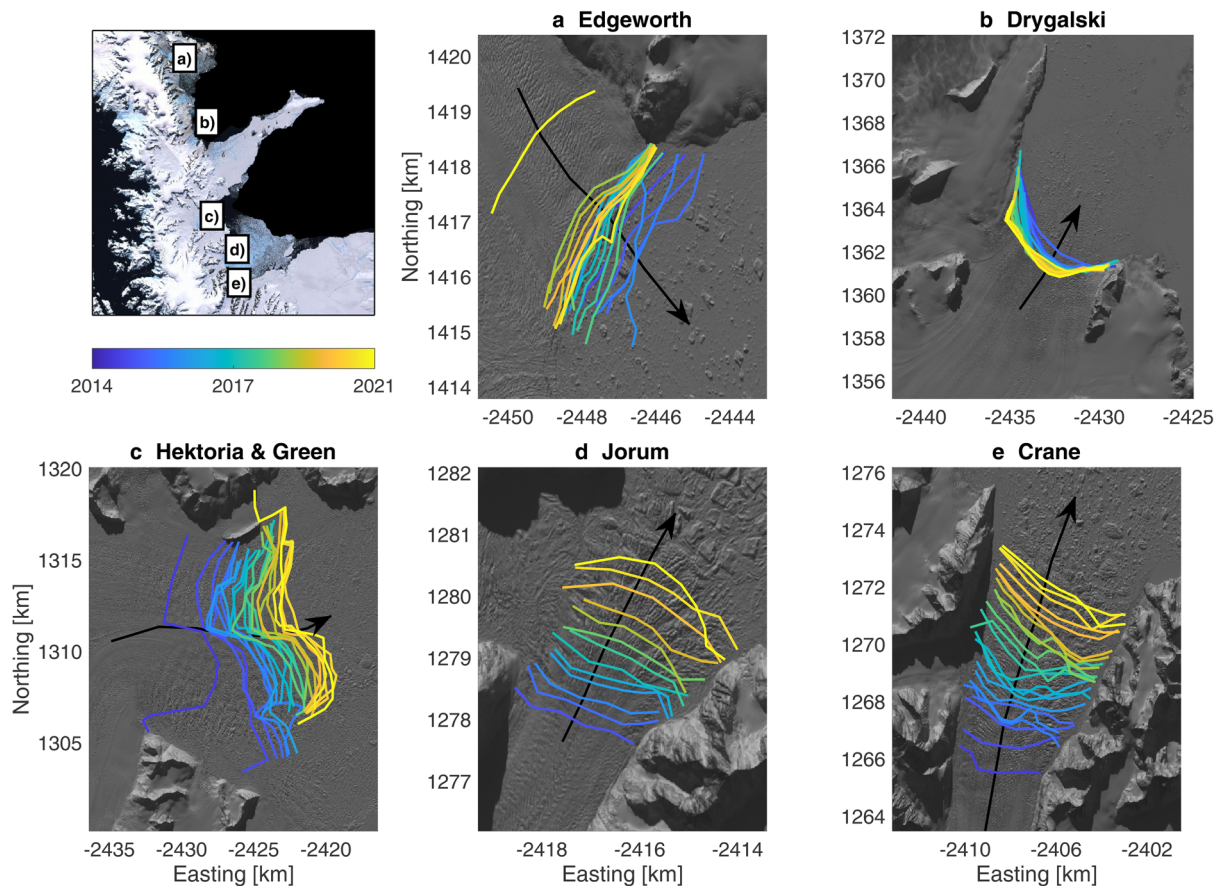 a)
b)
c)
d)
e)
2014 2017 2021
a Edgeworth
1420
1419
1418
1417
1416
1415
1414
Northing [km]
-2450 -2448 -2446 -2444
b Drygalski
1372
1370
1368
1366
1364
1362
1360
1358
1356
-2440 -2435 -2430 -2425
c Hektoria & Green
1320
1315
1310
1305
Northing [km]
-2435 -2430 -2425 -2420
Easting [km]
d Jorum
1282
1281
1280
1279
1278
1277
-2418 -2416 -2414
Easting [km]
e Crane
1276
1274
1272
1270
1268
1266
1264
-2410 -2406 -2402
Easting [km]